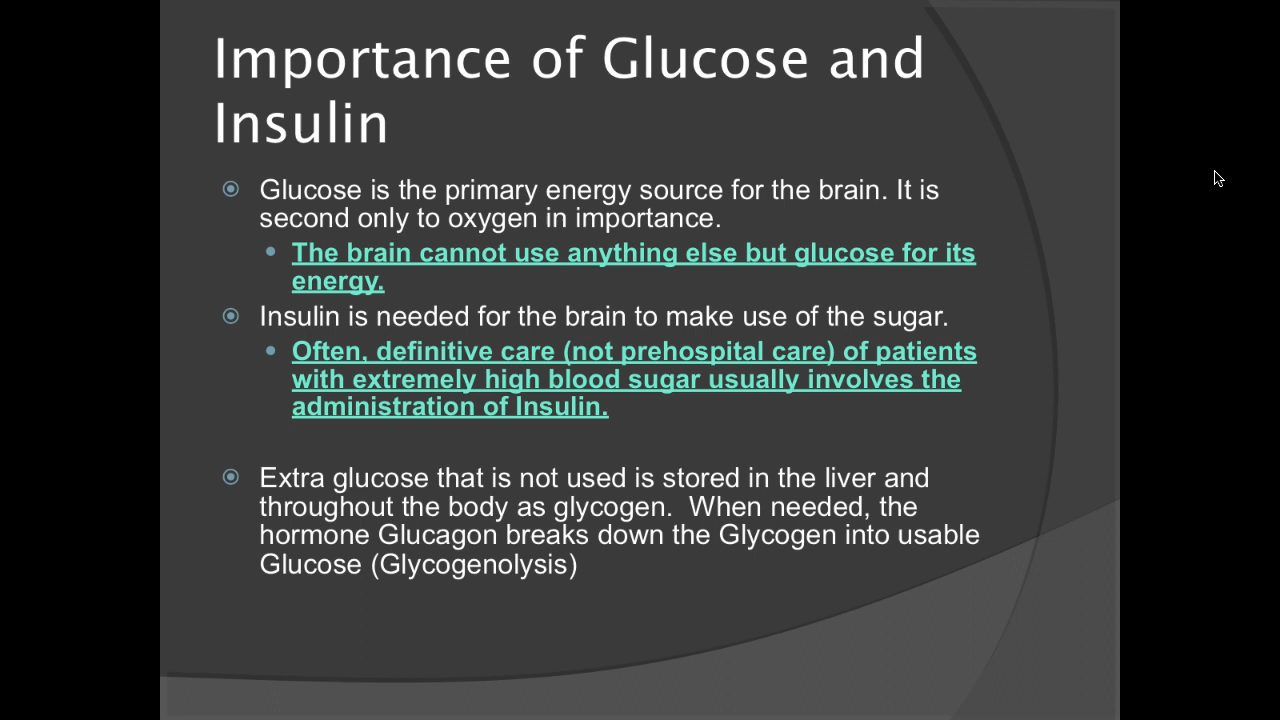 Importance of Glucose and
Insulin
Glucose is the primary energy source for the brain. It is
second only to oxygen in importance.
The brain cannot use anything else but glucose for its
energy.
Insulin is needed for the brain to make use of the sugar.
Often, definitive care (not prehospital care) of patients
with extremely high blood sugar usually involves the
administration of Insulin.
Extra glucose that is not used is stored in the liver and
throughout the body as glycogen.  When needed, the
hormone Glucagon breaks down the Glycogen into usable
Glucose (Glycogenolysis)